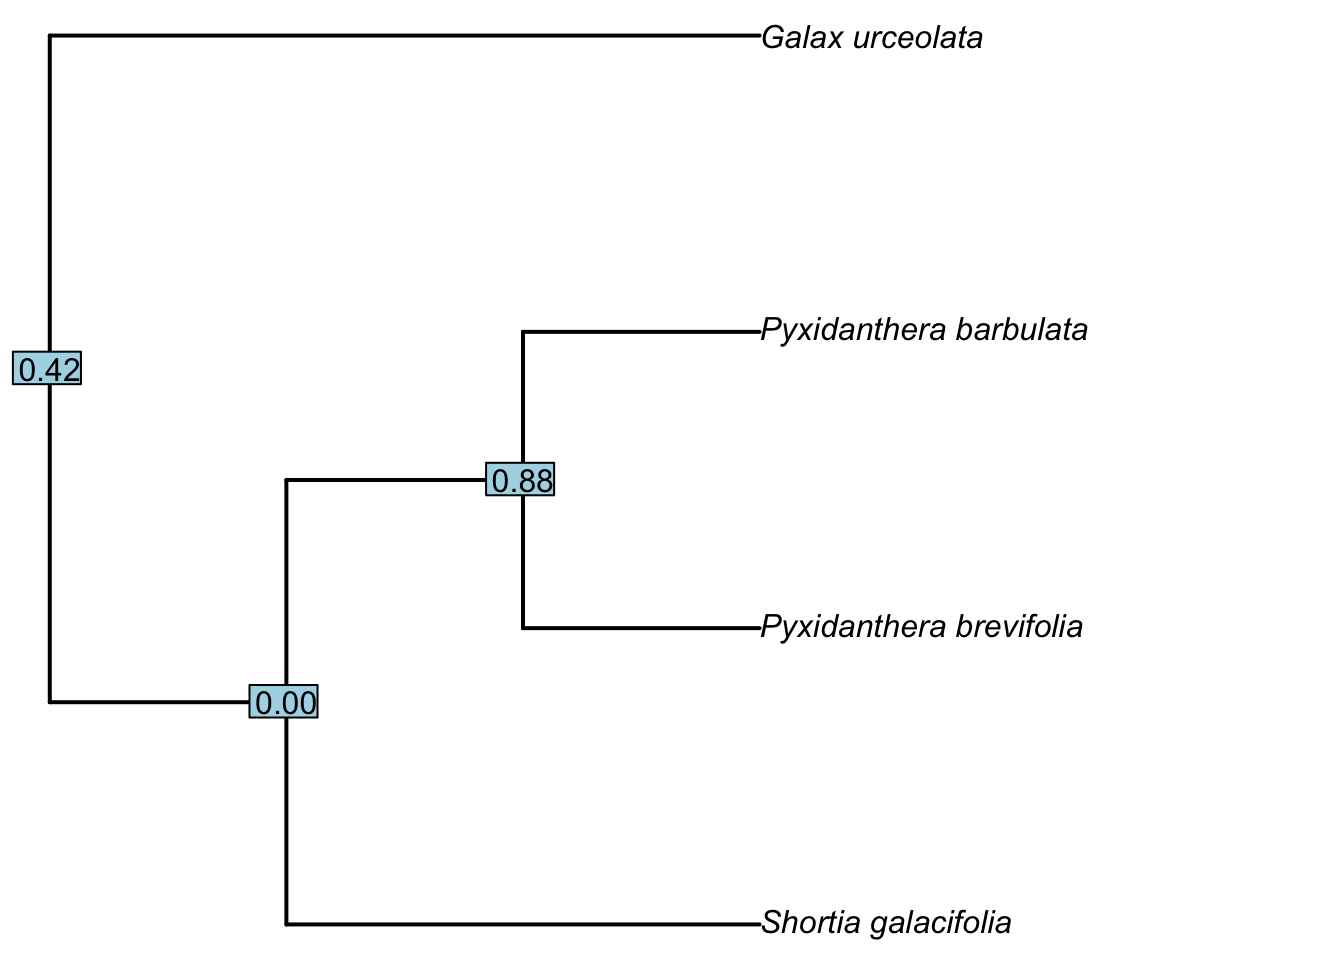 Galax urceolata
Pyxidanthera barbulata
0.42
0.88
Pyxidanthera brevifolia
0.00
Shortia galacifolia